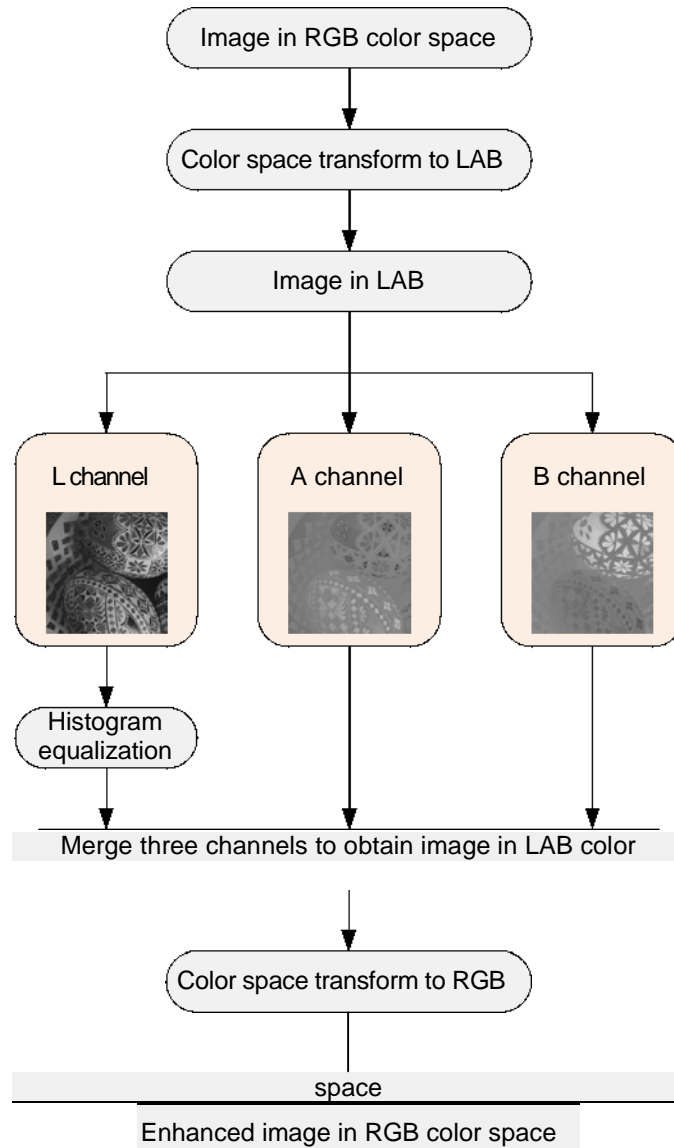 Image in RGB color space
Color space transform to LAB
Image in LAB
L channel
A channel
B channel
Histogram
equalization
Merge three channels to obtain image in LAB color
Color space transform to RGB
space
Enhanced image in RGB color space